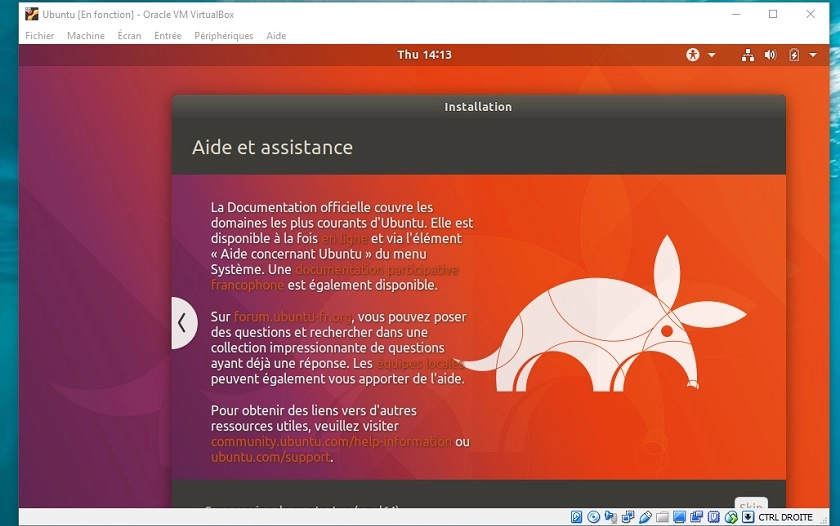 Ubuntu [En fonction] - Oracle VM VirtualBox
Fichier Machine Écran Entrée Périphériques Aide
Thu 14:13
Installation
Aide et assistance
La Documentation officielle couvre les
domaines les plus courants d'Ubuntu. Elle est
disponible à la fois en ligne et via l'élément
« Aide concernant Ubuntu » du menu
Système. Une documentation participative
francophone est également disponible.
Sur forum.ubuntu-fr.org, vous pouvez poser
des questions et rechercher dans une
collection impressionnante de questions
ayant déjà une réponse. Les équipes locales
peuvent également vous apporter de l'aide.
Pour obtenir des liens vers d'autres
ressources utiles, veuillez visiter
community.ubuntu.com/help-information ou
ubuntu.com/support.
Skip
CTRL DROITE